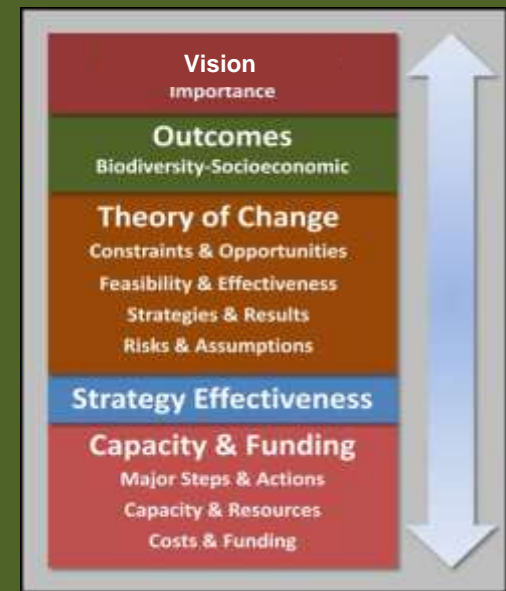 Vision
Importance
Outcomes
Biodiversity-Socioeconomic
Theory of Change
Constraints & Opportunities
Feasibility & Effectiveness
Strategies & Results
Risks & Assumptions
Strategy Effectiveness
Capacity & Funding
Major Steps & Actions
Capacity & Resources
Costs & Funding